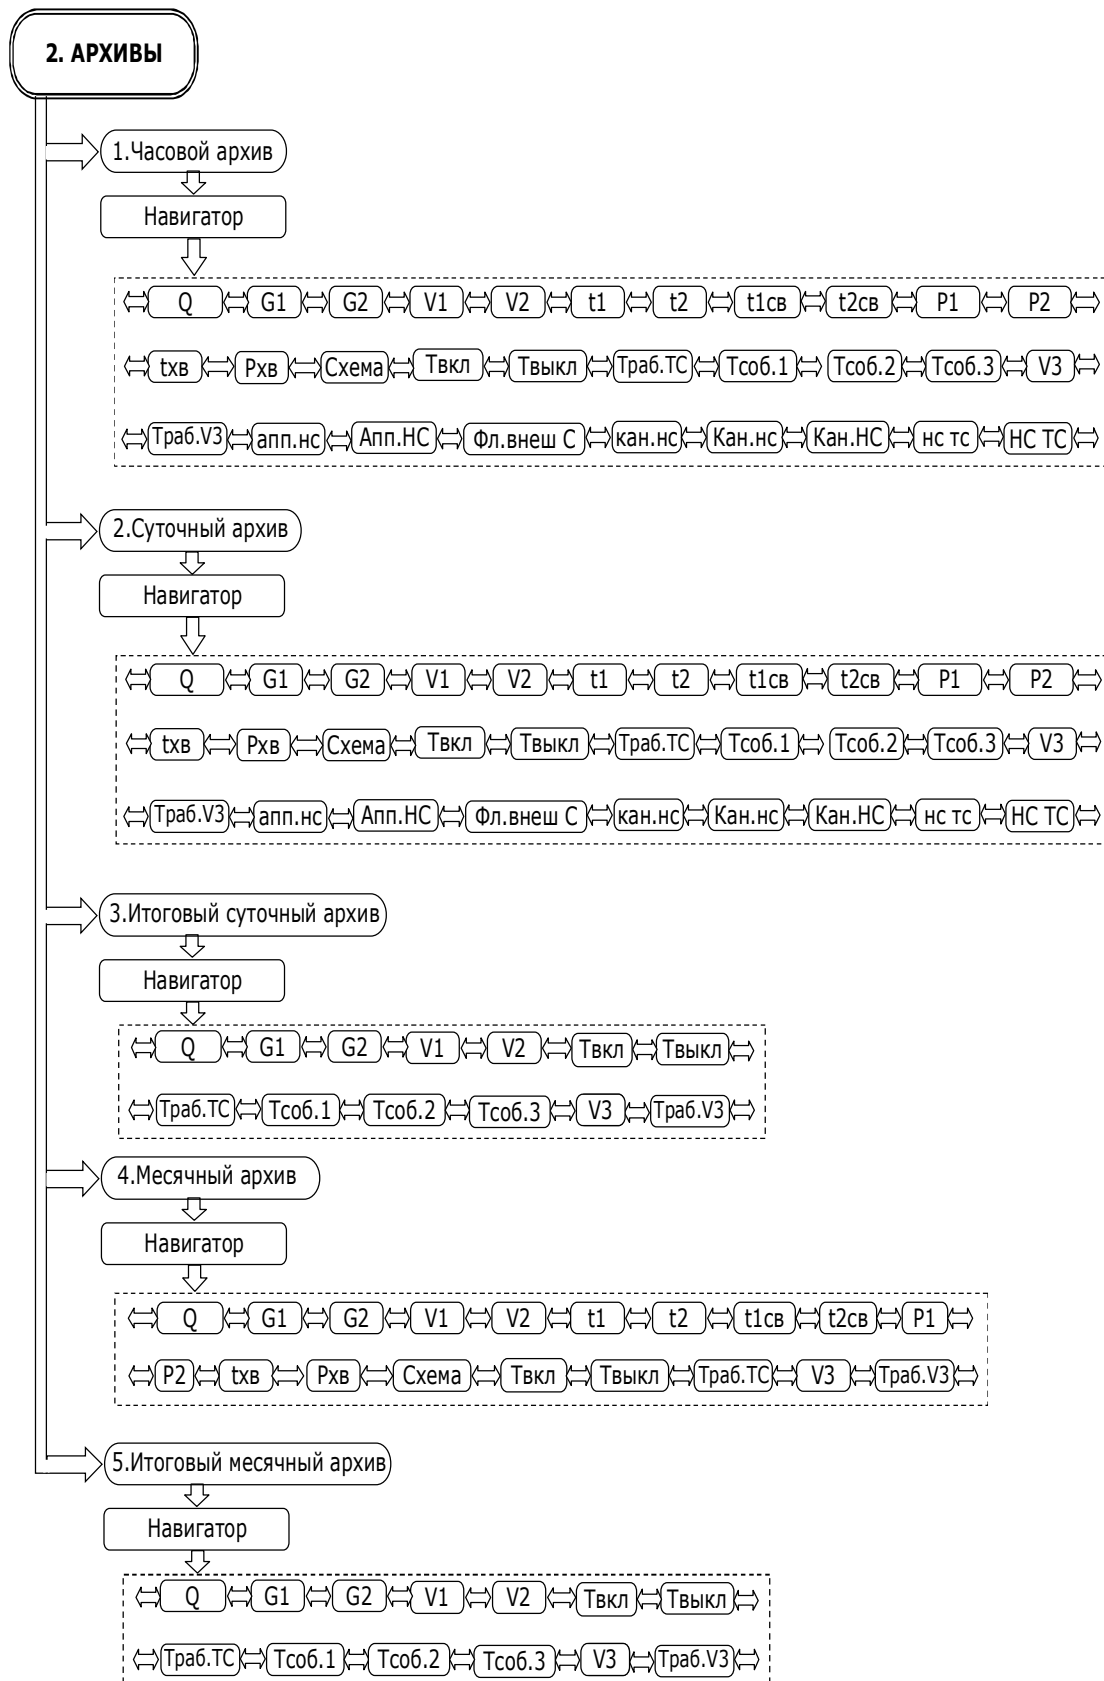 2. АРХИВЫ
1.Часовой архив
Навигатор
Q G1 G2 V1 V2 t1 t2 t1св t2св P1 P2
tхв Pхв Схема Твкл Твыкл Траб.ТС Тсоб.1 Тсоб.2 Тсоб.3 V3
Траб.V3 апп.нс Апп.НС Фл.внеш С кан.нс Кан.нс Кан.НС нс тс НС ТС
2.Суточный архив
Навигатор
Q G1 G2 V1 V2 t1 t2 t1св t2св P1 P2
tхв Pхв Схема Твкл Твыкл Траб.ТС Тсоб.1 Тсоб.2 Тсоб.3 V3
Траб.V3 апп.нс Апп.НС Фл.внеш С кан.нс Кан.нс Кан.НС нс тс НС ТС
3.Итоговый суточный архив
Навигатор
Q G1 G2 V1 V2 Твкл Твыкл
Траб.ТС Тсоб.1 Тсоб.2 Тсоб.3 V3 Траб.V3
4.Месячный архив
Навигатор
Q G1 G2 V1 V2 t1 t2 t1св t2св P1
P2 tхв Pхв Схема Твкл Твыкл Траб.ТС V3 Траб.V3
5.Итоговый месячный архив
Навигатор
Q G1 G2 V1 V2 Твкл Твыкл
Траб.ТС Тсоб.1 Тсоб.2 Тсоб.3 V3 Траб.V3